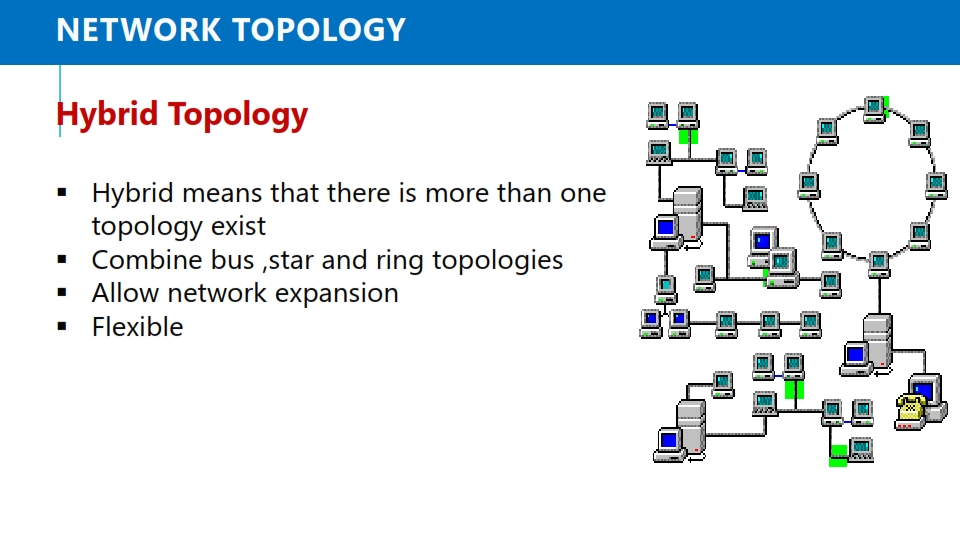 NETWORK TOPOLOGY
Hybrid Topology
▪ Hybrid means that there is more than one
topology exist
▪ Combine bus ,star and ring topologies
▪ Allow network expansion
▪ Flexible